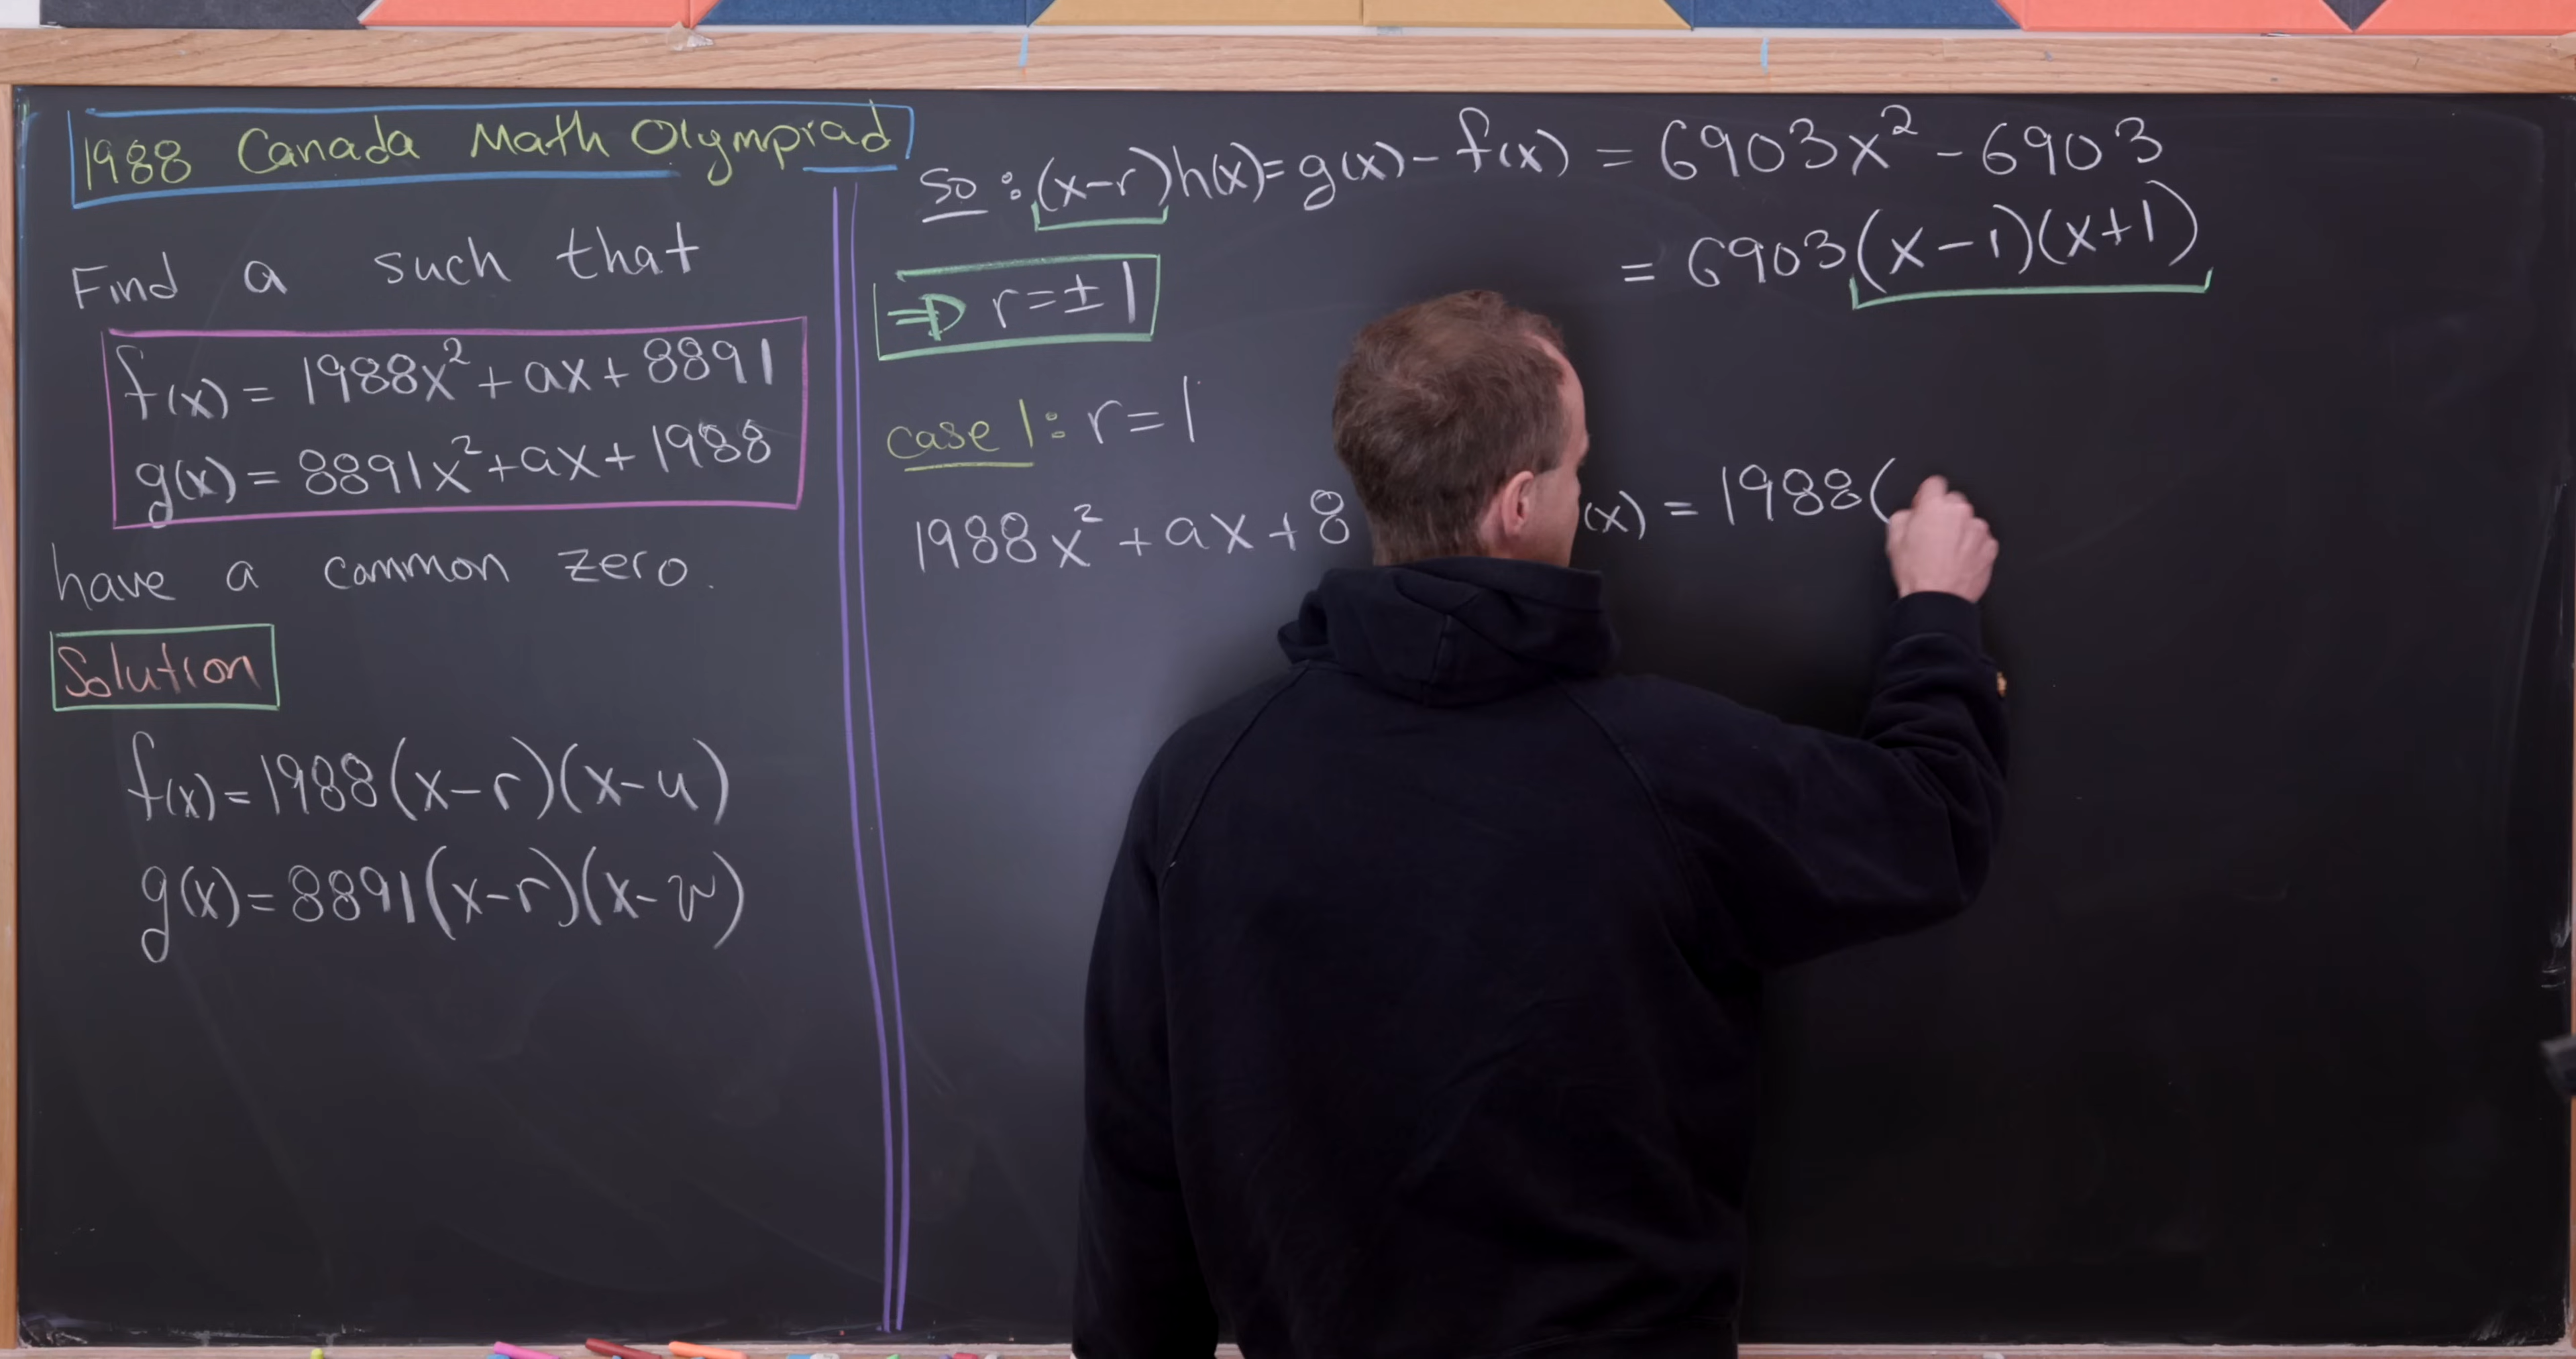 1988 Canada Math Olympiad
Find a such that
f(x) = 1988x² + ax + 8891
g(x) = 8891x² + ax + 1988
have a common zero.
Solution
f(x) = 1988(x-r)(x-u)
g(x) = 8891(x-r)(x-v)
So: (x-r)h(x) = g(x) - f(x) = 6903x² - 6903
= 6903(x-1)(x+1)
⇒ r = ±1
case 1: r = 1
1988x² + ax + 8 (x) = 1988(